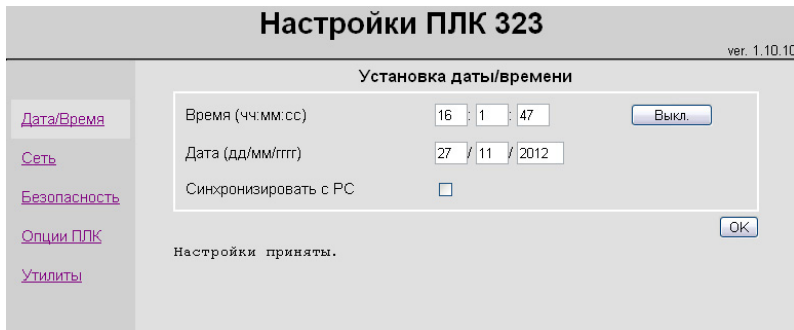 Настройки ПЛК 323
ver. 1.10.10
Установка даты/времени
Дата/Время
Время (чч:мм:сс) 16 : 1 : 47 Выкл.
Сеть
Дата (дд/мм/гггг) 27 / 11 / 2012
Безопасность
Синхронизировать с PC
Опции ПЛК
OK
Настройки приняты.
Утилиты